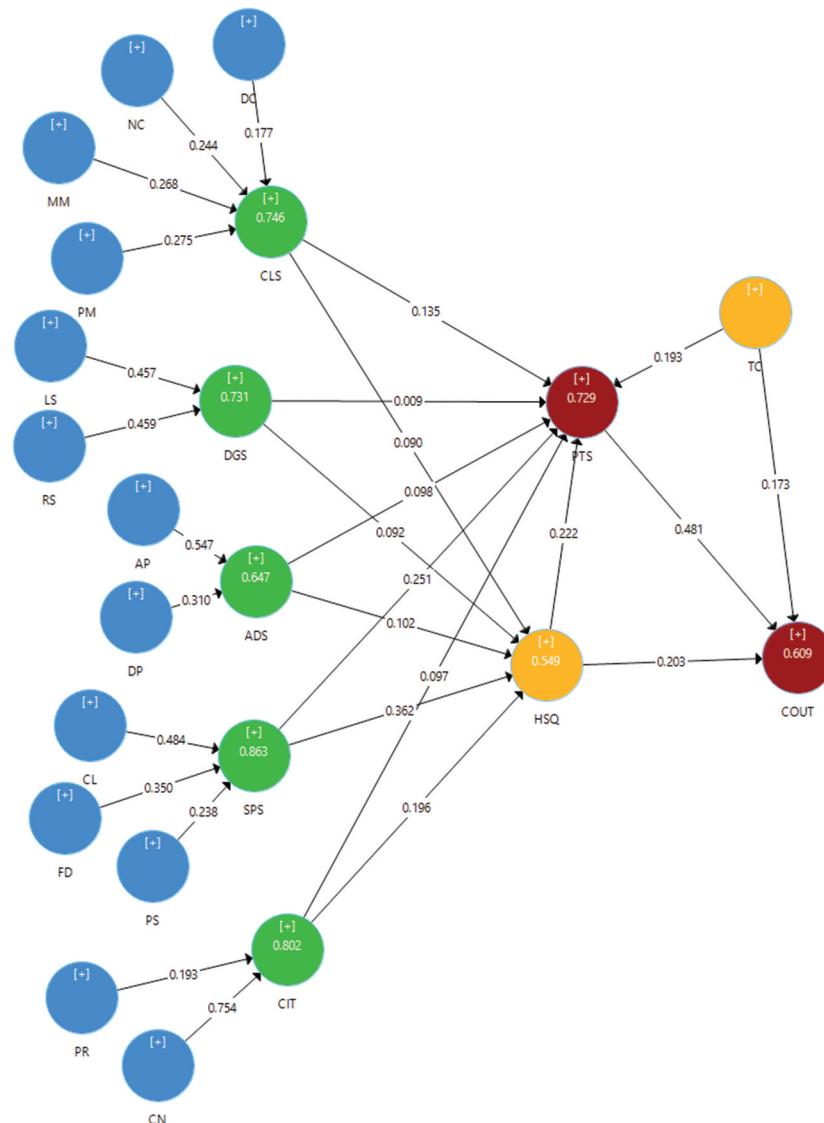 [+]
DC
[+]
NC
0.177
0.244
[+]
MM
0.268
[+]
0.746
CLS
[+]
PM
0.275
0.135
[+]
TC
[+]
LS
0.457
[+]
0.731
DGS
0.009
[+]
0.729
PTS
0.193
[+]
RS
0.459
0.090
0.173
[+]
AP
0.547
0.098
0.092
0.222
0.481
[+]
0.647
ADS
0.251
[+]
DP
0.310
0.102
[+]
0.549
HSQ
0.203
[+]
0.609
COUT
0.097
[+]
CL
0.484
0.362
[+]
0.863
SPS
[+]
FD
0.350
0.238
[+]
PS
0.196
[+]
0.802
CIT
[+]
PR
0.193
0.754
[+]
CN